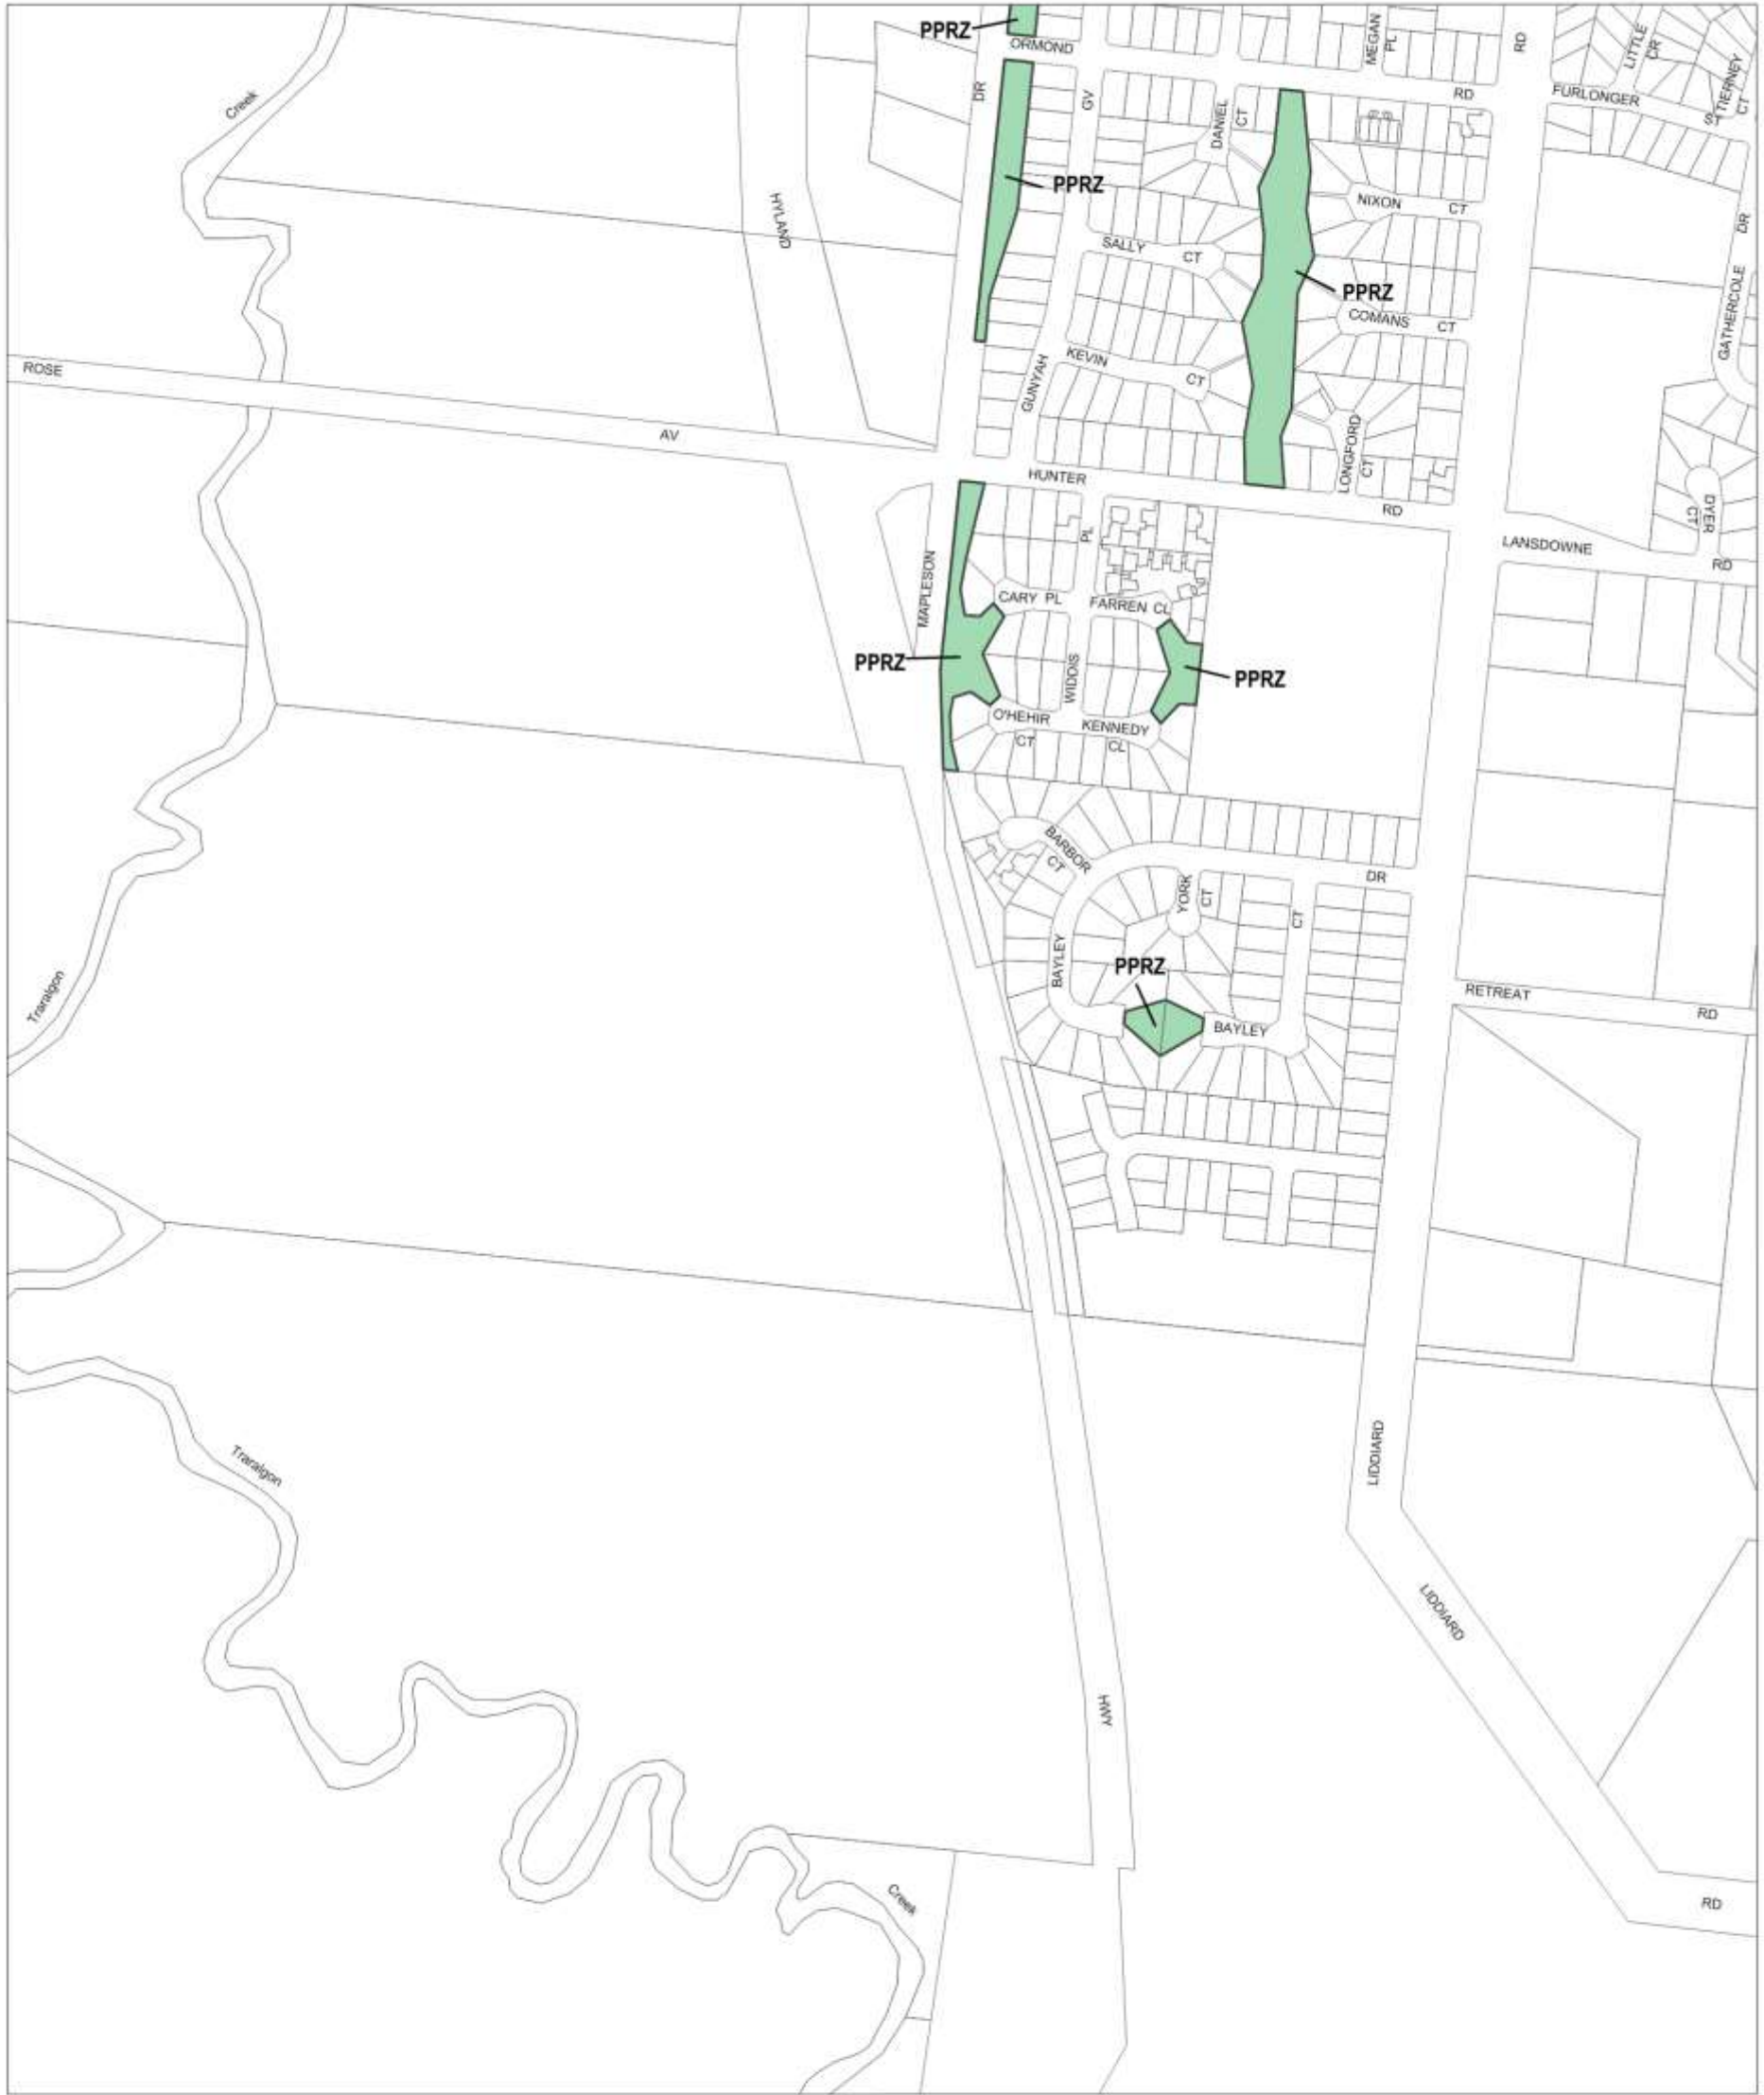 PPRZ
ORMOND
MEGAN
PL
RD
LITTLE
CR
TIERNEY
CT
Creek
DR
GV
DANIEL
CT
RD
FURLONGER
ST
PPRZ
HYLAND
NIXON
CT
DR
SALLY
CT
PPRZ
COMANS
CT
GATHERCOLE
ROSE
KEVIN
CT
GUNYAH
AV
LONGFORD
CT
HUNTER
RD
DYER
CT
PL
LANSDOWNE
RD
MAPLESON
CARY PL
FARREN CL
PPRZ
WIDDIS
PPRZ
O'HEHIR
CT
KENNEDY
CL
BARBOR
CT
DR
YORK
CT
CT
BAYLEY
PPRZ
Traralgon
BAYLEY
RETREAT
RD
Traralgon
LIDDIARD
LIDDIARD
HWY
Creek
RD